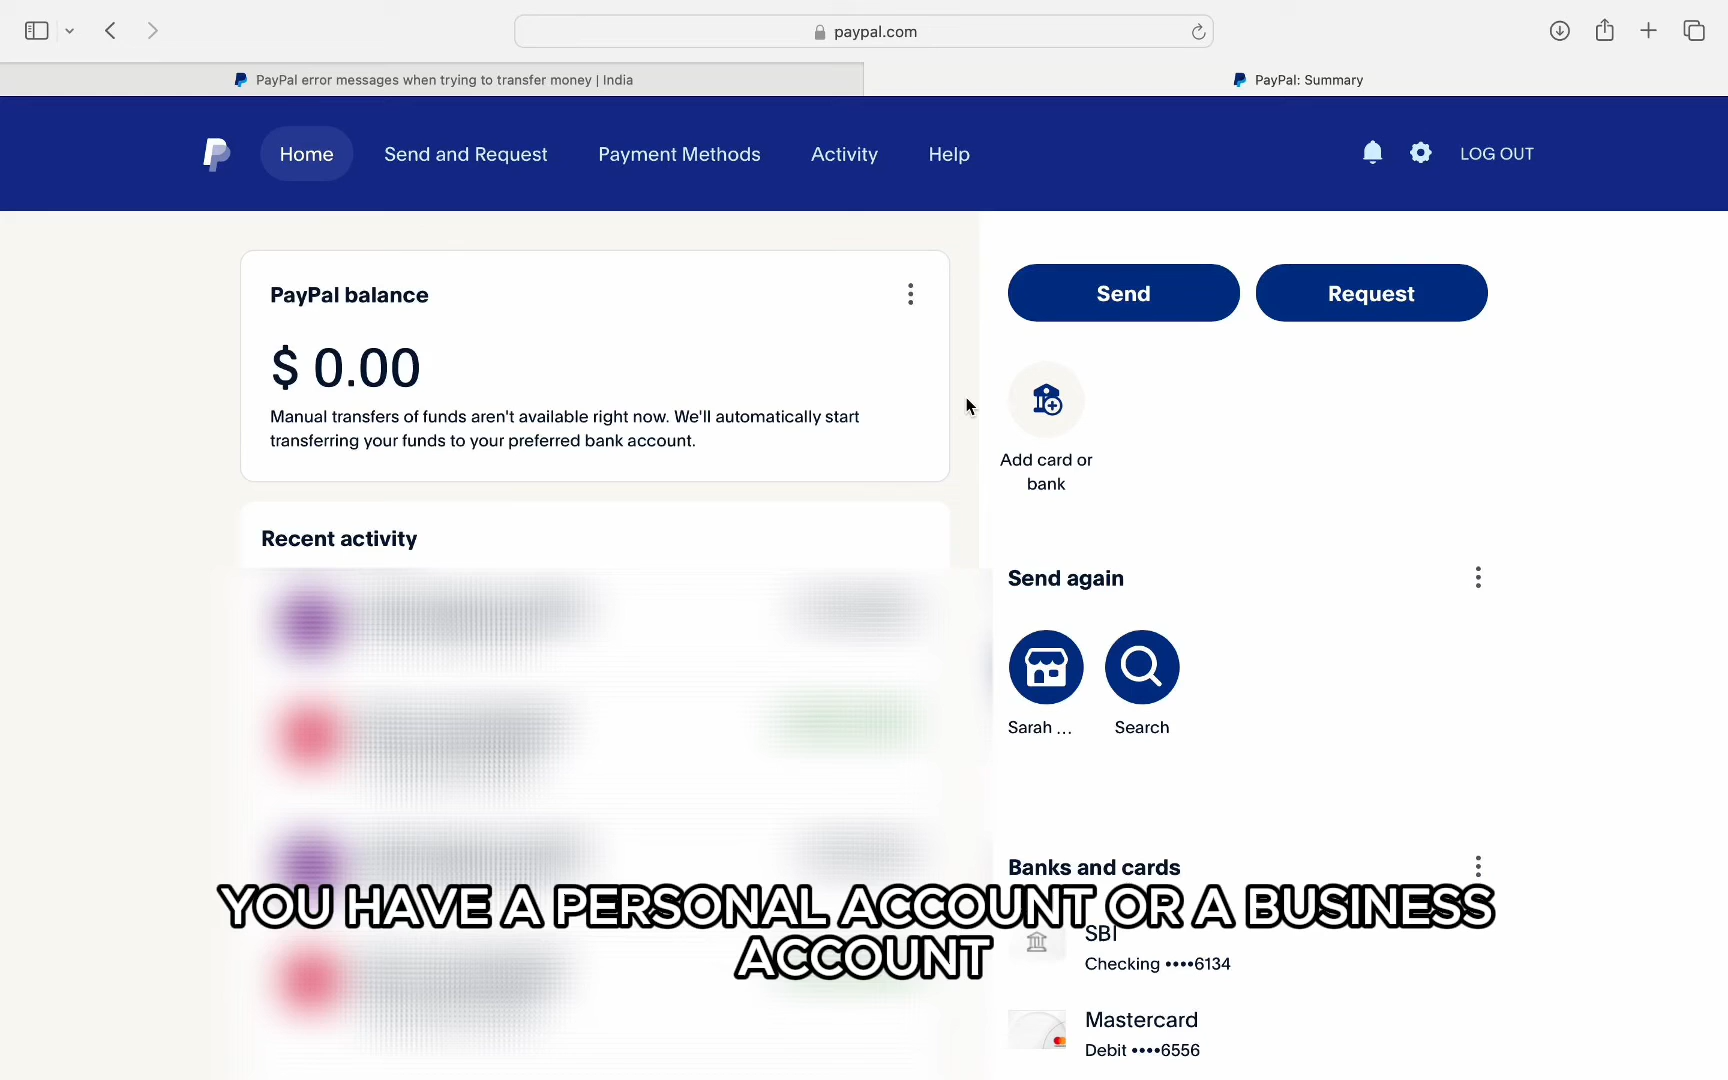 paypal.com
PayPal error messages when trying to transfer money | India
PayPal: Summary
Home
Send and Request
Payment Methods
Activity
Help
LOG OUT
PayPal balance
$ 0.00
Manual transfers of funds aren't available right now. We'll automatically start
transferring your funds to your preferred bank account.
Send
Request
Add card or
bank
Recent activity
Send again
Sarah ...
Search
Banks and cards
YOU HAVE A PERSONAL ACCOUNT OR A BUSINESS
ACCOUNT
SBI
Checking ••••6134
Mastercard
Debit ••••6556